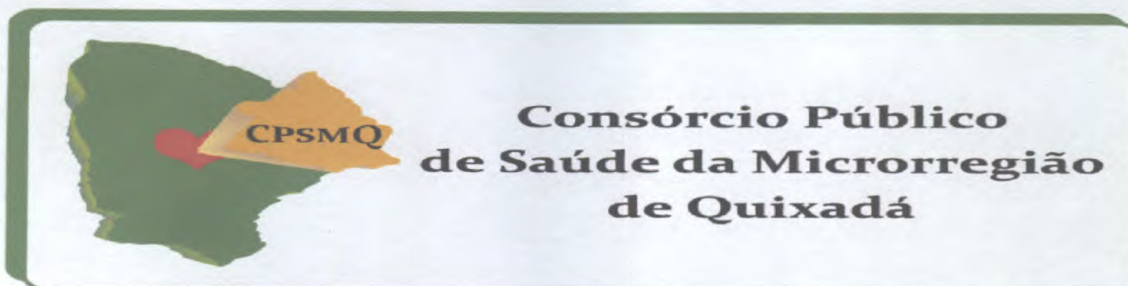 CPSMQ
Consórcio Público
de Saúde da Microrregião
de Quixadá